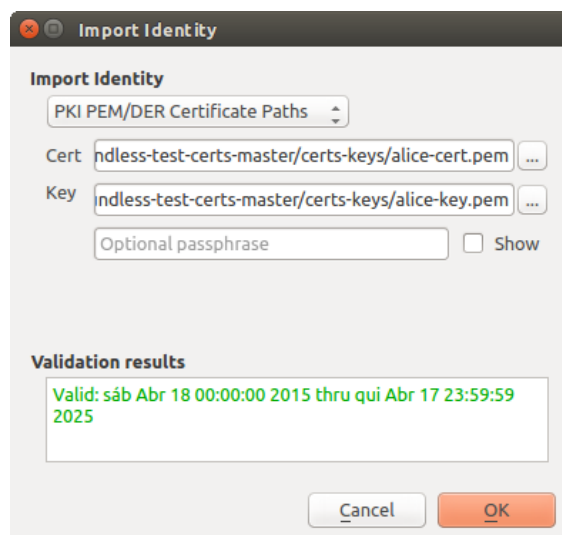 Import Identity
Import Identity
PKI PEM/DER Certificate Paths
Cert ndless-test-certs-master/certs-keys/alice-cert.pem ...
Key ındless-test-certs-master/certs-keys/alice-key.pem ...
Optional passphrase Show
Validation results
Valid: sáb Abr 18 00:00:00 2015 thru qui Abr 17 23:59:59
2025
Cancel OK